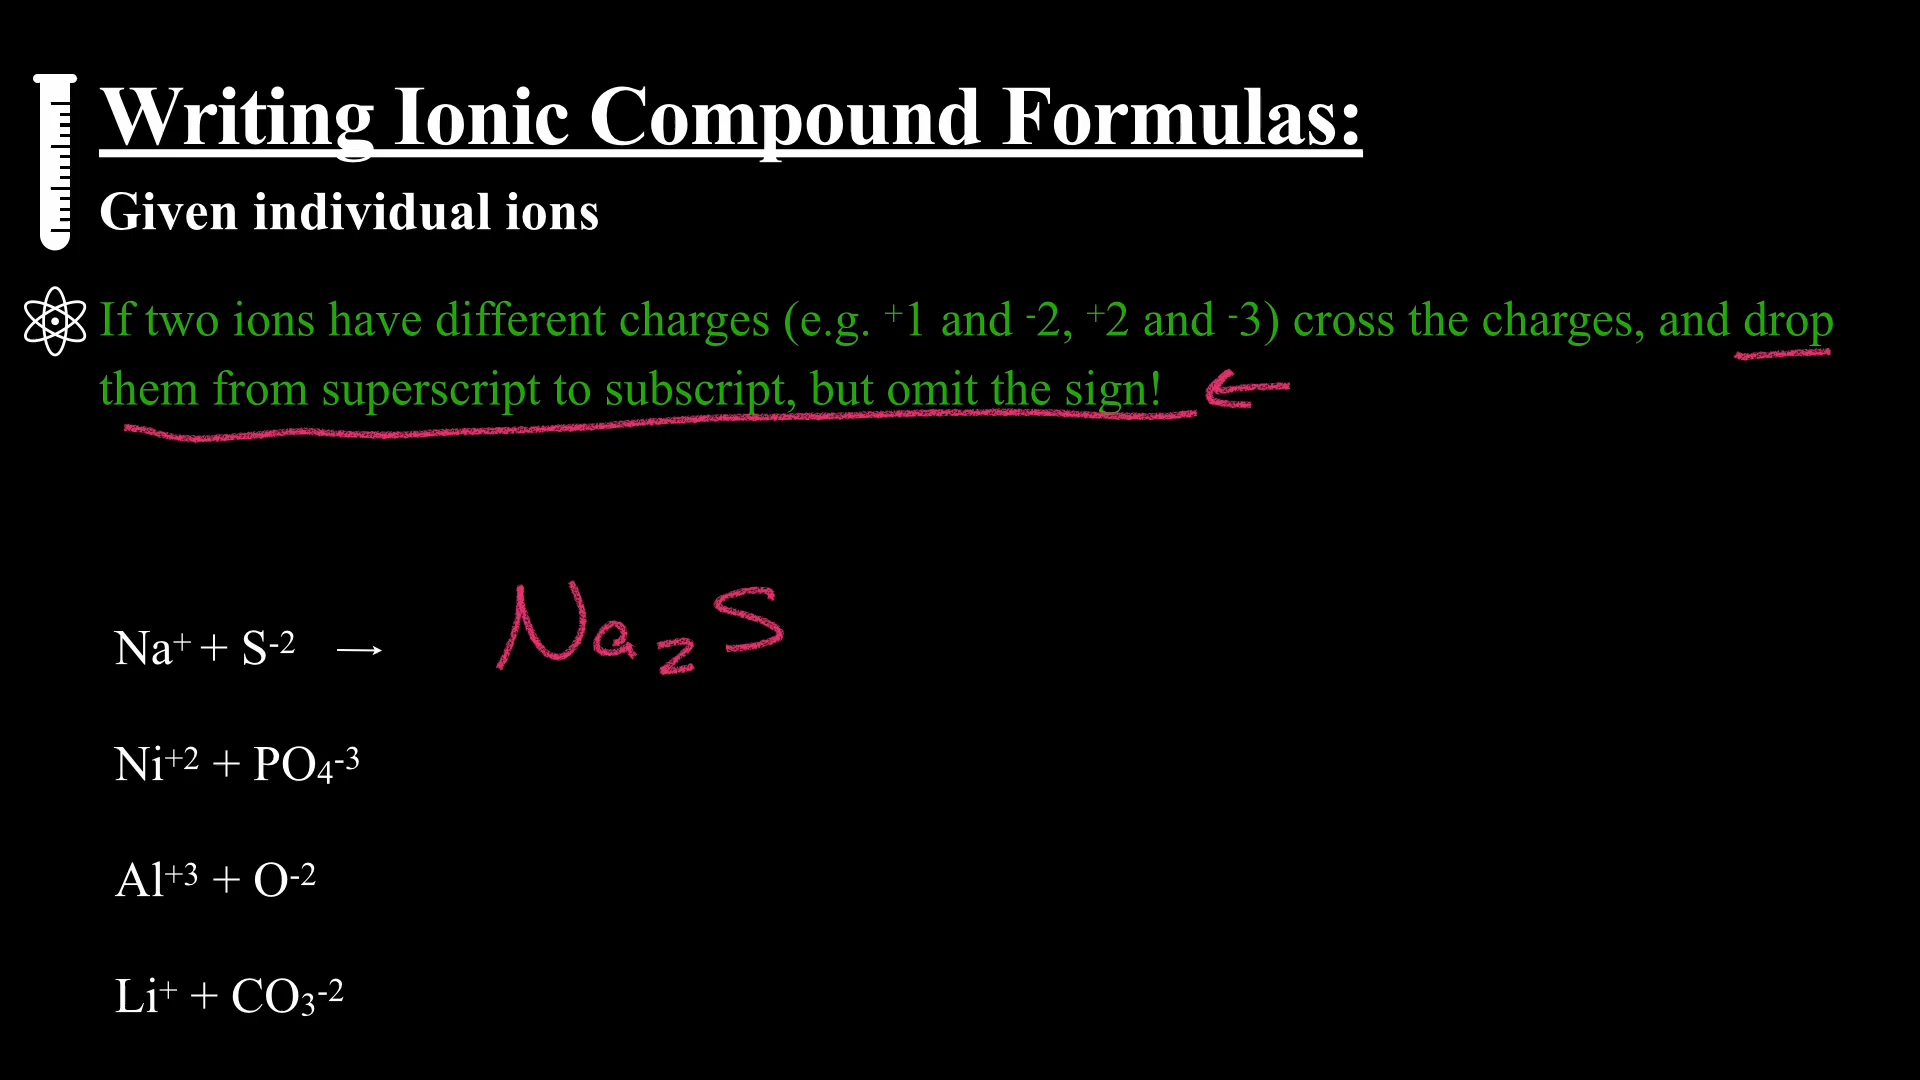 Writing Ionic Compound Formulas:
Given individual ions
If two ions have different charges (e.g. ⁺1 and ⁻2, ⁺2 and ⁻3) cross the charges, and drop
them from superscript to subscript, but omit the sign! ←
Na⁺ + S⁻² → Na₂S
Ni⁺² + PO₄⁻³
Al⁺³ + O⁻²
Li⁺ + CO₃⁻²